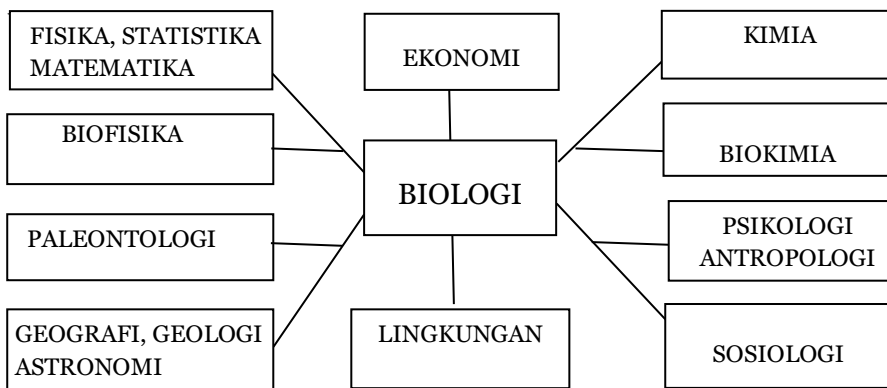 FISIKA, STATISTIKA
MATEMATIKA
EKONOMI
KIMIA
BIOFISIKA
BIOLOGI
BIOKIMIA
PALEONTOLOGI
PSIKOLOGI
ANTROPOLOGI
GEOGRAFI, GEOLOGI
ASTRONOMI
LINGKUNGAN
SOSIOLOGI